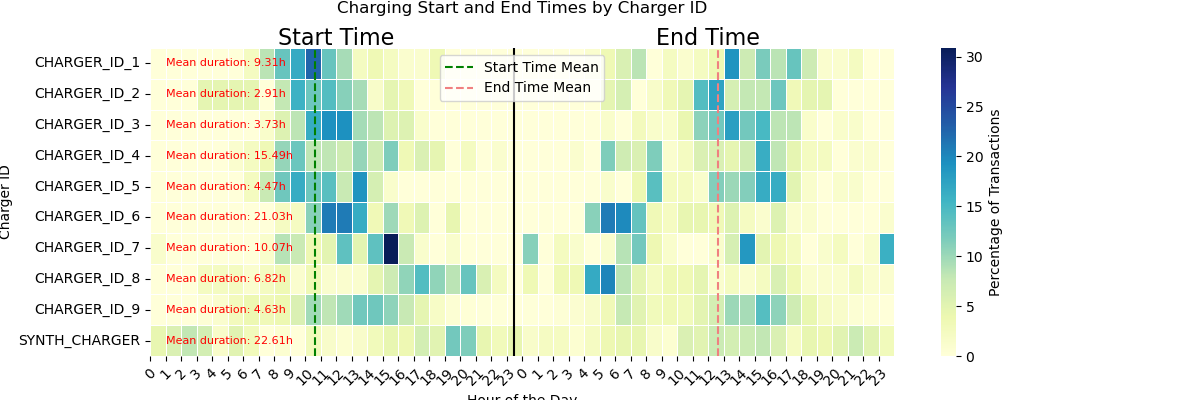 Charging Start and End Times by Charger ID
Start Time
End Time
Start Time Mean
End Time Mean
Charger ID
CHARGER_ID_1
Mean duration: 9.31h
CHARGER_ID_2
Mean duration: 2.91h
CHARGER_ID_3
Mean duration: 3.73h
CHARGER_ID_4
Mean duration: 15.49h
CHARGER_ID_5
Mean duration: 4.47h
CHARGER_ID_6
Mean duration: 21.03h
CHARGER_ID_7
Mean duration: 10.07h
CHARGER_ID_8
Mean duration: 6.82h
CHARGER_ID_9
Mean duration: 4.63h
SYNTH_CHARGER
Mean duration: 22.61h
0 1 2 3 4 5 6 7 8 9 10 11 12 13 14 15 16 17 18 19 20 21 22 23 0 1 2 3 4 5 6 7 8 9 10 11 12 13 14 15 16 17 18 19 20 21 22 23
Hour of the Day
30
25
20
15
10
5
0
Percentage of Transactions